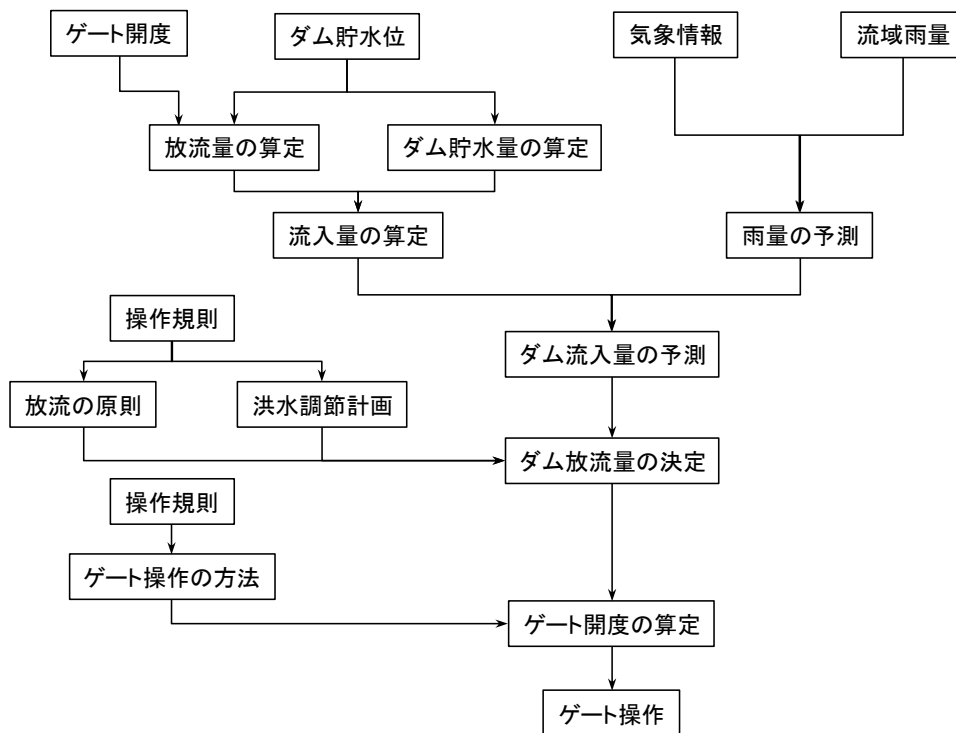 ゲート開度
ダム貯水位
気象情報
流域雨量
放流量の算定
ダム貯水量の算定
流入量の算定
雨量の予測
操作規則
ダム流入量の予測
放流の原則
洪水調節計画
ダム放流量の決定
操作規則
ゲート操作の方法
ゲート開度の算定
ゲート操作